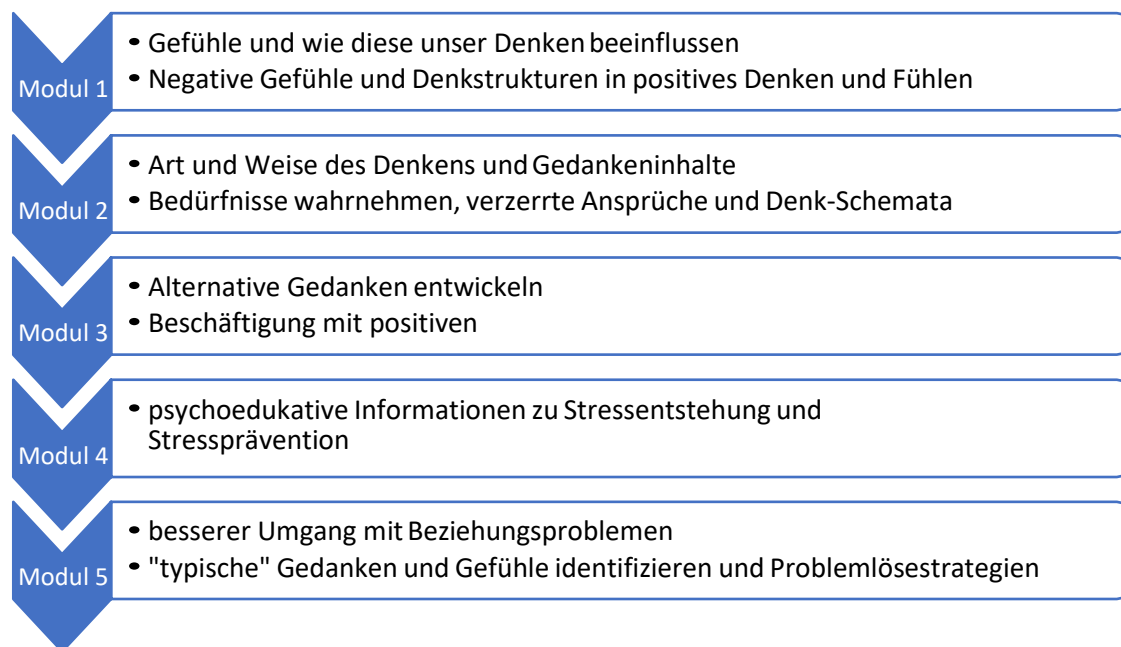 Modul 1
• Gefühle und wie diese unser Denken beeinflussen
• Negative Gefühle und Denkstrukturen in positives Denken und Fühlen
Modul 2
• Art und Weise des Denkens und Gedankeninhalte
• Bedürfnisse wahrnehmen, verzerrte Ansprüche und Denk-Schemata
Modul 3
• Alternative Gedanken entwickeln
• Beschäftigung mit positiven
Modul 4
• psychoedukative Informationen zu Stressentstehung und
Stressprävention
Modul 5
• besserer Umgang mit Beziehungsproblemen
• "typische" Gedanken und Gefühle identifizieren und Problemlösestrategien